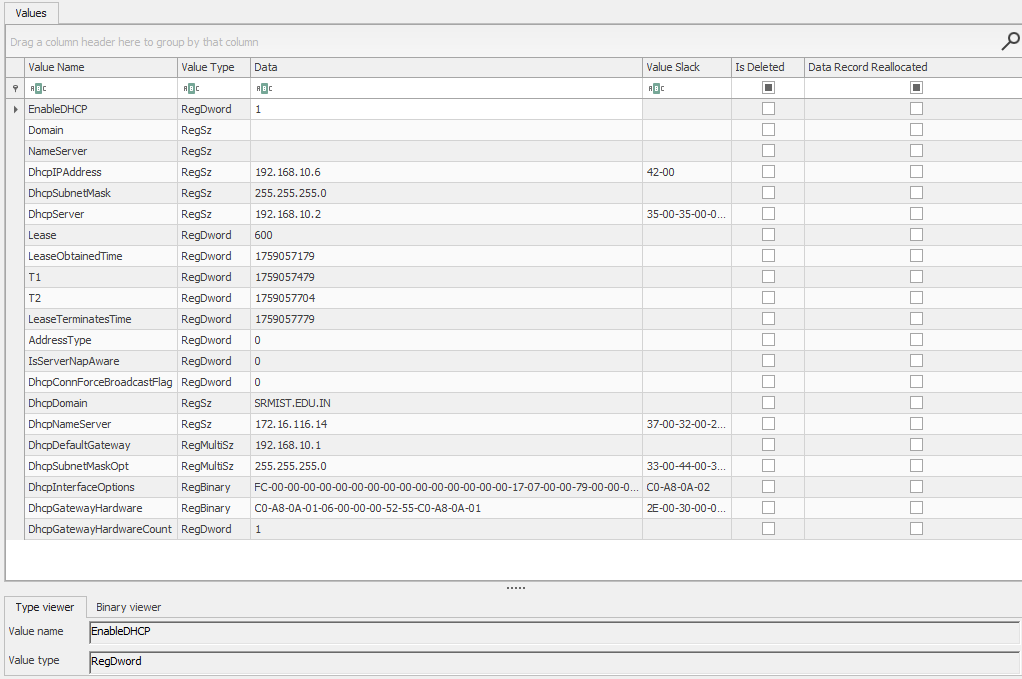 Values
Drag a column header here to group by that column
Value Name Value Type Data Value Slack Is Deleted Data Record Reallocated
EnableDHCP RegDword 1
Domain RegSz
NameServer RegSz
DhcpIPAddress RegSz 192.168.10.6 42-00
DhcpSubnetMask RegSz 255.255.255.0
DhcpServer RegSz 192.168.10.2 35-00-35-00-0...
Lease RegDword 600
LeaseObtainedTime RegDword 1759057179
T1 RegDword 1759057479
T2 RegDword 1759057704
LeaseTerminatesTime RegDword 1759057779
AddressType RegDword 0
IsServerNapAware RegDword 0
DhcpConnForceBroadcastFlag RegDword 0
DhcpDomain RegSz SRMIST.EDU.IN
DhcpNameServer RegSz 172.16.116.14 37-00-32-00-2...
DhcpDefaultGateway RegMultiSz 192.168.10.1
DhcpSubnetMaskOpt RegMultiSz 255.255.255.0 33-00-44-00-3...
DhcpInterfaceOptions RegBinary FC-00-00-00-00-00-00-00-00-00-00-00-00-00-00-00-17-07-00-00-79-00-00-0... C0-A8-0A-02
DhcpGatewayHardware RegBinary C0-A8-0A-01-06-00-00-00-52-55-C0-A8-0A-01 2E-00-30-00-0...
DhcpGatewayHardwareCount RegDword 1
Type viewer Binary viewer
Value name EnableDHCP
Value type RegDword